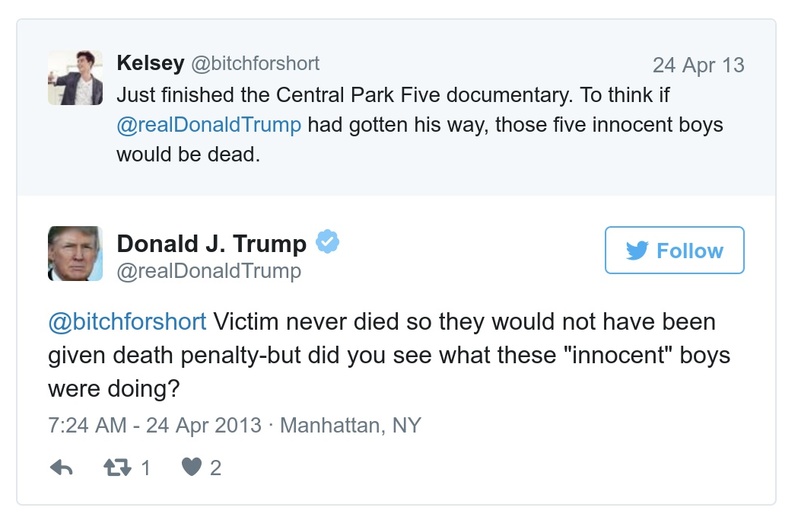 Kelsey @bitchforshort 24 Apr 13
Just finished the Central Park Five documentary. To think if
@realDonaldTrump had gotten his way, those five innocent boys
would be dead.
Donald J. Trump
@realDonaldTrump
Follow
@bitchforshort Victim never died so they would not have been
given death penalty-but did you see what these "innocent" boys
were doing?
7:24 AM - 24 Apr 2013 · Manhattan, NY
1 2